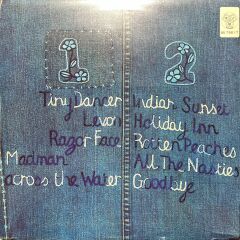 1
Tiny Dancer
Levon
Razor Face
Madman
across the Water
2
Indian Sunset
Holiday Inn
Rotten Peaches
All The Nasties
Goodbye